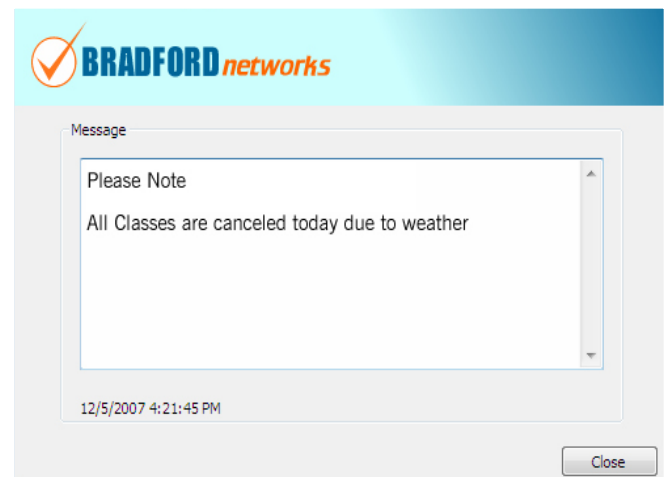 BRADFORD networks
Message
Please Note
All Classes are canceled today due to weather
12/5/2007 4:21:45 PM
Close